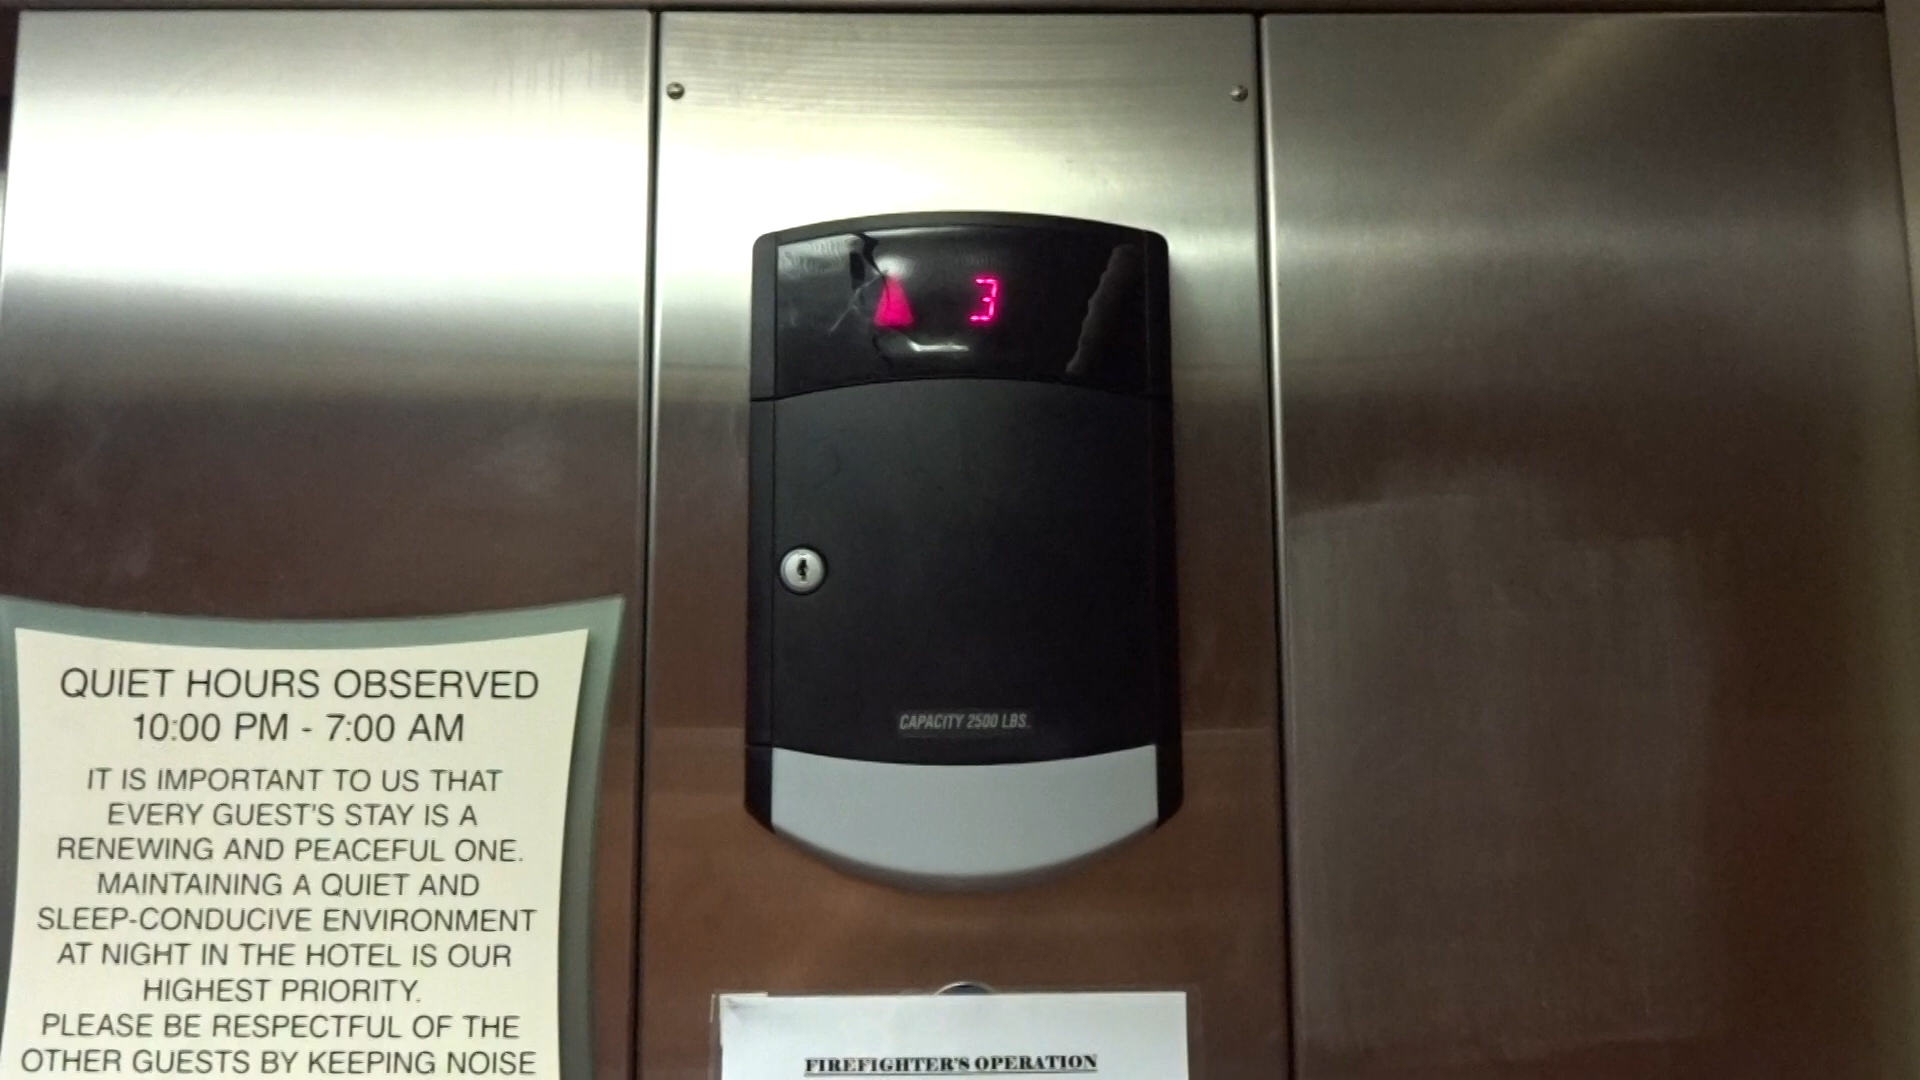 3
CAPACITY 2500 LBS.
QUIET HOURS OBSERVED
10:00 PM - 7:00 AM
IT IS IMPORTANT TO US THAT
EVERY GUEST'S STAY IS A
RENEWING AND PEACEFUL ONE.
MAINTAINING A QUIET AND
SLEEP-CONDUCIVE ENVIRONMENT
AT NIGHT IN THE HOTEL IS OUR
HIGHEST PRIORITY.
PLEASE BE RESPECTFUL OF THE
OTHER GUESTS BY KEEPING NOISE
FIREFIGHTER'S OPERATION